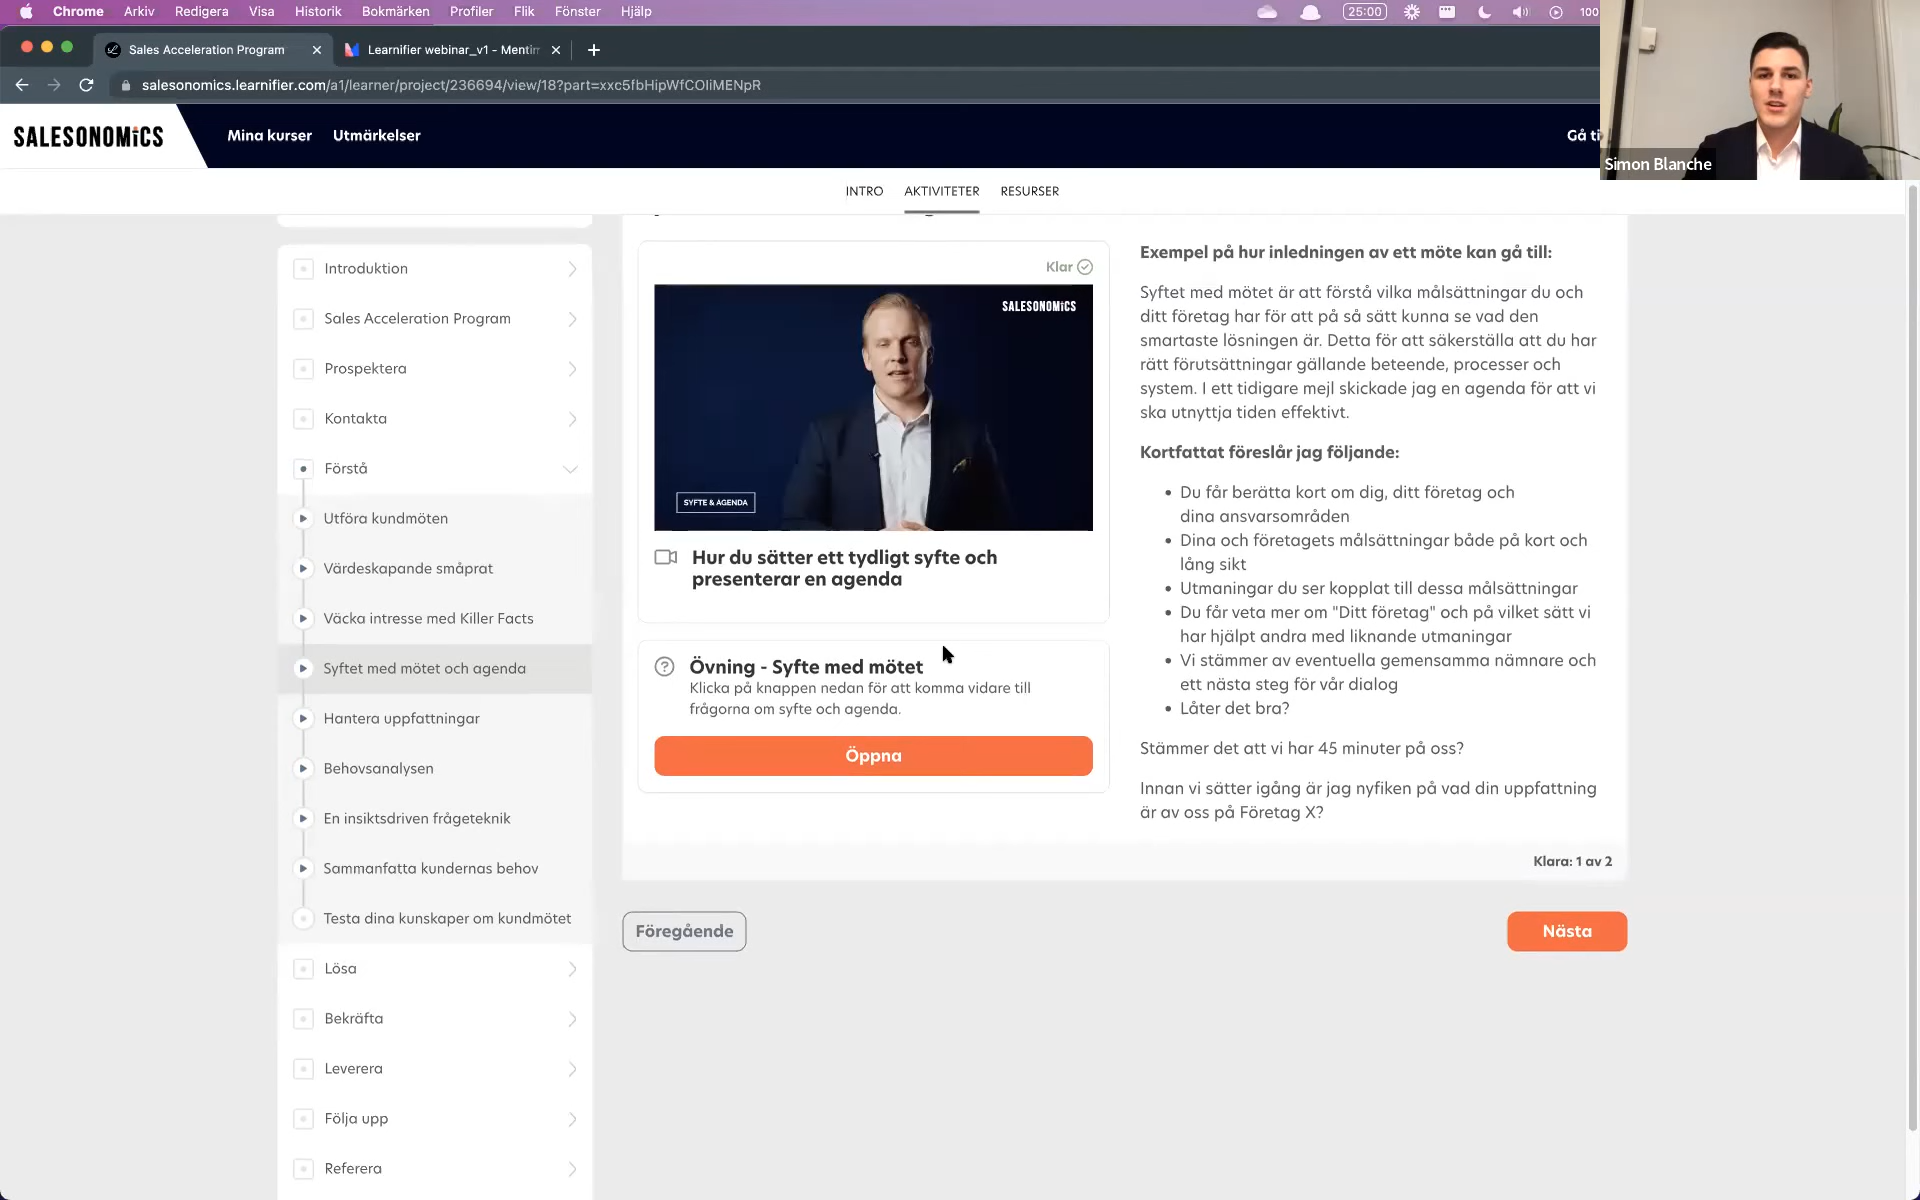 Chrome Arkiv Redigera Visa Historik Bokmärken Profiler Flik Fönster Hjälp 25:00 100
Sales Acceleration Program
Learnifier webinar_v1 - Mentim
salesonomics.learnifier.com/a1/learner/project/236694/view/18?part=xxc5fbHipWfCOIiMENpR
SALESONOMiCS
Mina kurser Utmärkelser
Gå ti
Simon Blanche
INTRO AKTIVITETER RESURSER
Introduktion
Sales Acceleration Program
Prospektera
Kontakta
Förstå
Utföra kundmöten
Värdeskapande småprat
Väcka intresse med Killer Facts
Syftet med mötet och agenda
Hantera uppfattningar
Behovsanalysen
En insiktsdriven frågeteknik
Sammanfatta kundernas behov
Testa dina kunskaper om kundmötet
Lösa
Bekräfta
Leverera
Följa upp
Referera
Klar
SALESONOMiCS
SYFTE & AGENDA
Hur du sätter ett tydligt syfte och
presenterar en agenda
Övning - Syfte med mötet
Klicka på knappen nedan för att komma vidare till
frågorna om syfte och agenda.
Öppna
Exempel på hur inledningen av ett möte kan gå till:
Syftet med mötet är att förstå vilka målsättningar du och
ditt företag har för att på så sätt kunna se vad den
smartaste lösningen är. Detta för att säkerställa att du har
rätt förutsättningar gällande beteende, processer och
system. I ett tidigare mejl skickade jag en agenda för att vi
ska utnyttja tiden effektivt.
Kortfattat föreslår jag följande:
• Du får berätta kort om dig, ditt företag och
dina ansvarsområden
• Dina och företagets målsättningar både på kort och
lång sikt
• Utmaningar du ser kopplat till dessa målsättningar
• Du får veta mer om "Ditt företag" och på vilket sätt vi
har hjälpt andra med liknande utmaningar
• Vi stämmer av eventuella gemensamma nämnare och
ett nästa steg för vår dialog
• Låter det bra?
Stämmer det att vi har 45 minuter på oss?
Innan vi sätter igång är jag nyfiken på vad din uppfattning
är av oss på Företag X?
Klara: 1 av 2
Föregående
Nästa